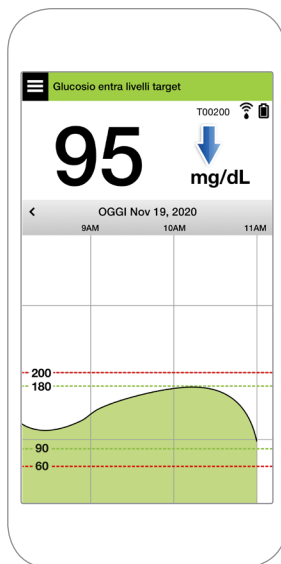 Glucosio entra livelli target
T00200
95
mg/dL
< OGGI Nov 19, 2020
9AM 10AM 11AM
200
180
90
60